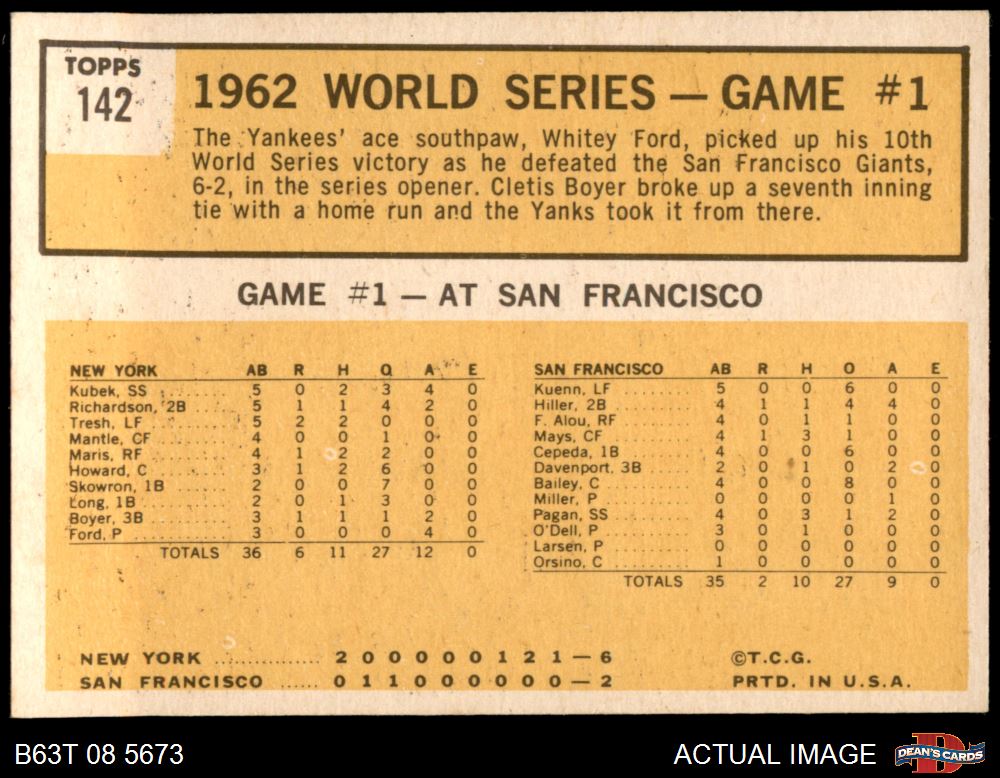 TOPPS
142
1962 WORLD SERIES — GAME #1
The Yankees' ace southpaw, Whitey Ford, picked up his 10th
World Series victory as he defeated the San Francisco Giants,
6-2, in the series opener. Cletis Boyer broke up a seventh inning
tie with a home run and the Yanks took it from there.
GAME #1 — AT SAN FRANCISCO
NEW YORK AB R H O A E
Kubek, SS ........ 5 0 2 3 4 0
Richardson, 2B .... 5 1 1 4 2 0
Tresh, LF ........ 5 2 2 0 0 0
Mantle, CF ....... 4 0 0 1 0 0
Maris, RF ........ 4 1 2 2 0 0
Howard, C ........ 3 1 2 6 0 0
Skowron, 1B ...... 2 0 0 7 0 0
Long, 1B ......... 2 0 1 3 0 0
Boyer, 3B ........ 3 1 1 1 2 0
Ford, P .......... 3 0 0 0 4 0
TOTALS 36 6 11 27 12 0
SAN FRANCISCO AB R H O A E
Kuenn, LF ........ 5 0 0 6 0 0
Hiller, 2B ....... 4 1 1 4 4 0
F. Alou, RF ...... 4 0 1 1 0 0
Mays, CF ......... 4 1 3 1 0 0
Cepeda, 1B ....... 4 0 0 6 0 0
Davenport, 3B .... 2 0 1 0 2 0
Bailey, C ........ 4 0 0 8 0 0
Miller, P ........ 0 0 0 0 1 0
Pagan, SS ........ 4 0 3 1 2 0
O'Dell, P ........ 3 0 1 0 0 0
Larsen, P ........ 0 0 0 0 0 0
Orsino, C ........ 1 0 0 0 0 0
TOTALS 35 2 10 27 9 0
NEW YORK ............... 2 0 0 0 0 0 1 2 1 — 6
SAN FRANCISCO ...... 0 1 1 0 0 0 0 0 0 — 2
©T.C.G.
PRTD. IN U.S.A.
B63T 08 5673
ACTUAL IMAGE
DEAN'S CARDS